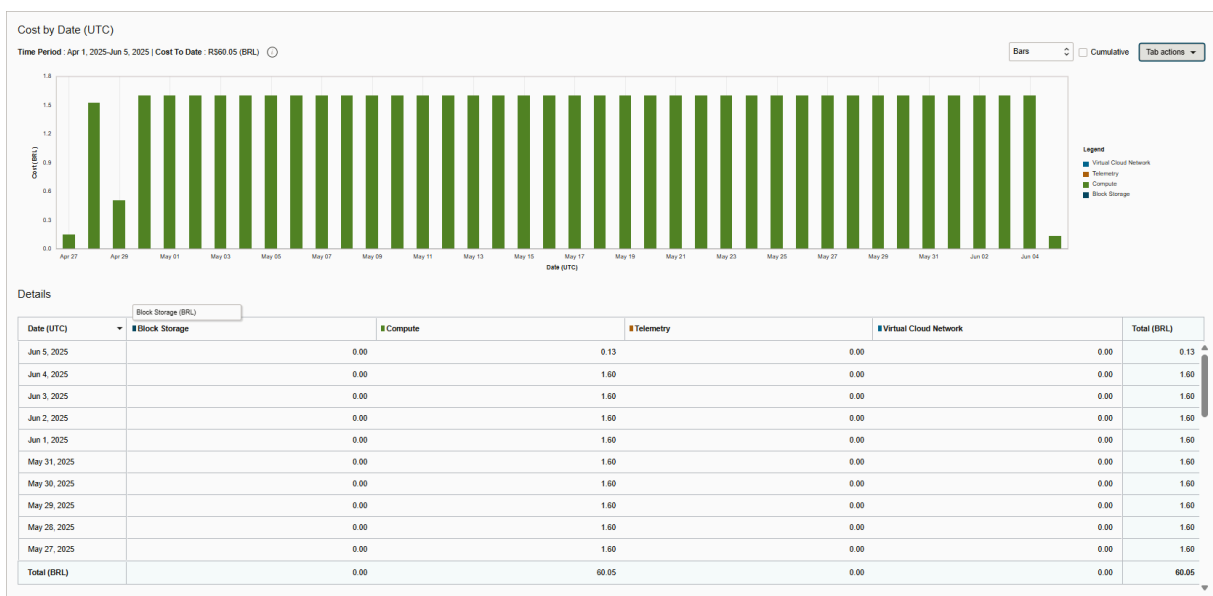 Cost by Date (UTC)
Time Period : Apr 1, 2025-Jun 5, 2025 | Cost To Date : R$60.05 (BRL)
Bars
Cumulative
Tab actions
1.8
1.5
1.2
0.9
0.6
0.3
0.0
Cost (BRL)
Apr 27 Apr 29 May 01 May 03 May 05 May 07 May 09 May 11 May 13 May 15 May 17 May 19 May 21 May 23 May 25 May 27 May 29 May 31 Jun 02 Jun 04
Date (UTC)
Legend
Virtual Cloud Network
Telemetry
Compute
Block Storage
Details
Block Storage (BRL)
Date (UTC) Block Storage Compute Telemetry Virtual Cloud Network Total (BRL)
Jun 5, 2025 0.00 0.13 0.00 0.00 0.13
Jun 4, 2025 0.00 1.60 0.00 0.00 1.60
Jun 3, 2025 0.00 1.60 0.00 0.00 1.60
Jun 2, 2025 0.00 1.60 0.00 0.00 1.60
Jun 1, 2025 0.00 1.60 0.00 0.00 1.60
May 31, 2025 0.00 1.60 0.00 0.00 1.60
May 30, 2025 0.00 1.60 0.00 0.00 1.60
May 29, 2025 0.00 1.60 0.00 0.00 1.60
May 28, 2025 0.00 1.60 0.00 0.00 1.60
May 27, 2025 0.00 1.60 0.00 0.00 1.60
Total (BRL) 0.00 60.05 0.00 0.00 60.05